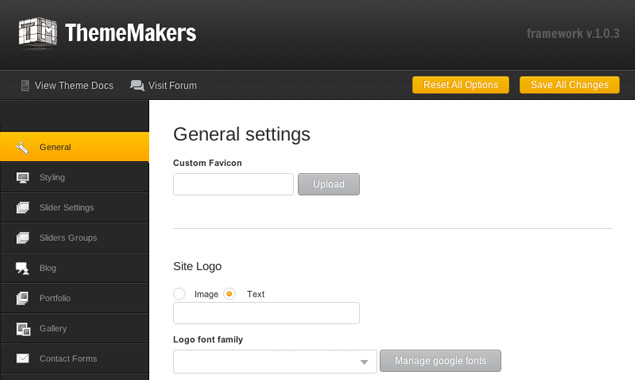 TM ThemeMakers
framework v.1.0.3
View Theme Docs
Visit Forum
Reset All Options
Save All Changes
General
Styling
Slider Settings
Sliders Groups
Blog
Portfolio
Gallery
Contact Forms
General settings
Custom Favicon
Upload
Site Logo
Image
Text
Logo font family
Manage google fonts